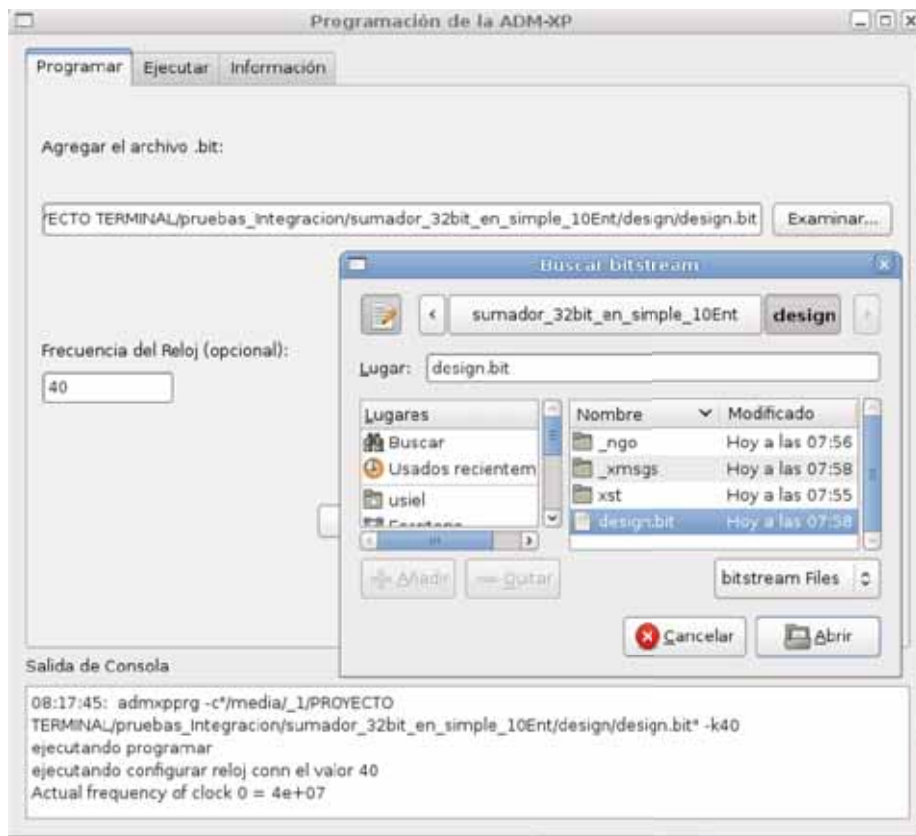 Programación de la ADM-XP
Programar Ejecutar Información
Agregar el archivo .bit:
'ECTO TERMINAL/pruebas_Integracion/sumador_32bit_en_simple_10Ent/design/design.bit Examinar...
Buscar bitstream
sumador_32bit_en_simple_10Ent design
Frecuencia del Reloj (opcional):
40
Lugar: design.bit
Lugares Nombre Modificado
Buscar _ngo Hoy a las 07:56
Usados recientem _xmsgs Hoy a las 07:58
usiel xst Hoy a las 07:55
design.bit Hoy a las 07:58
Añadir Quitar bitstream Files
Cancelar Abrir
Salida de Consola
08:17:45: admxpprg -c"/media/_1/PROYECTO
TERMINAL/pruebas_Integracion/sumador_32bit_en_simple_10Ent/design/design.bit" -k40
ejecutando programar
ejecutando configurar reloj conn el valor 40
Actual frequency of clock 0 = 4e+07